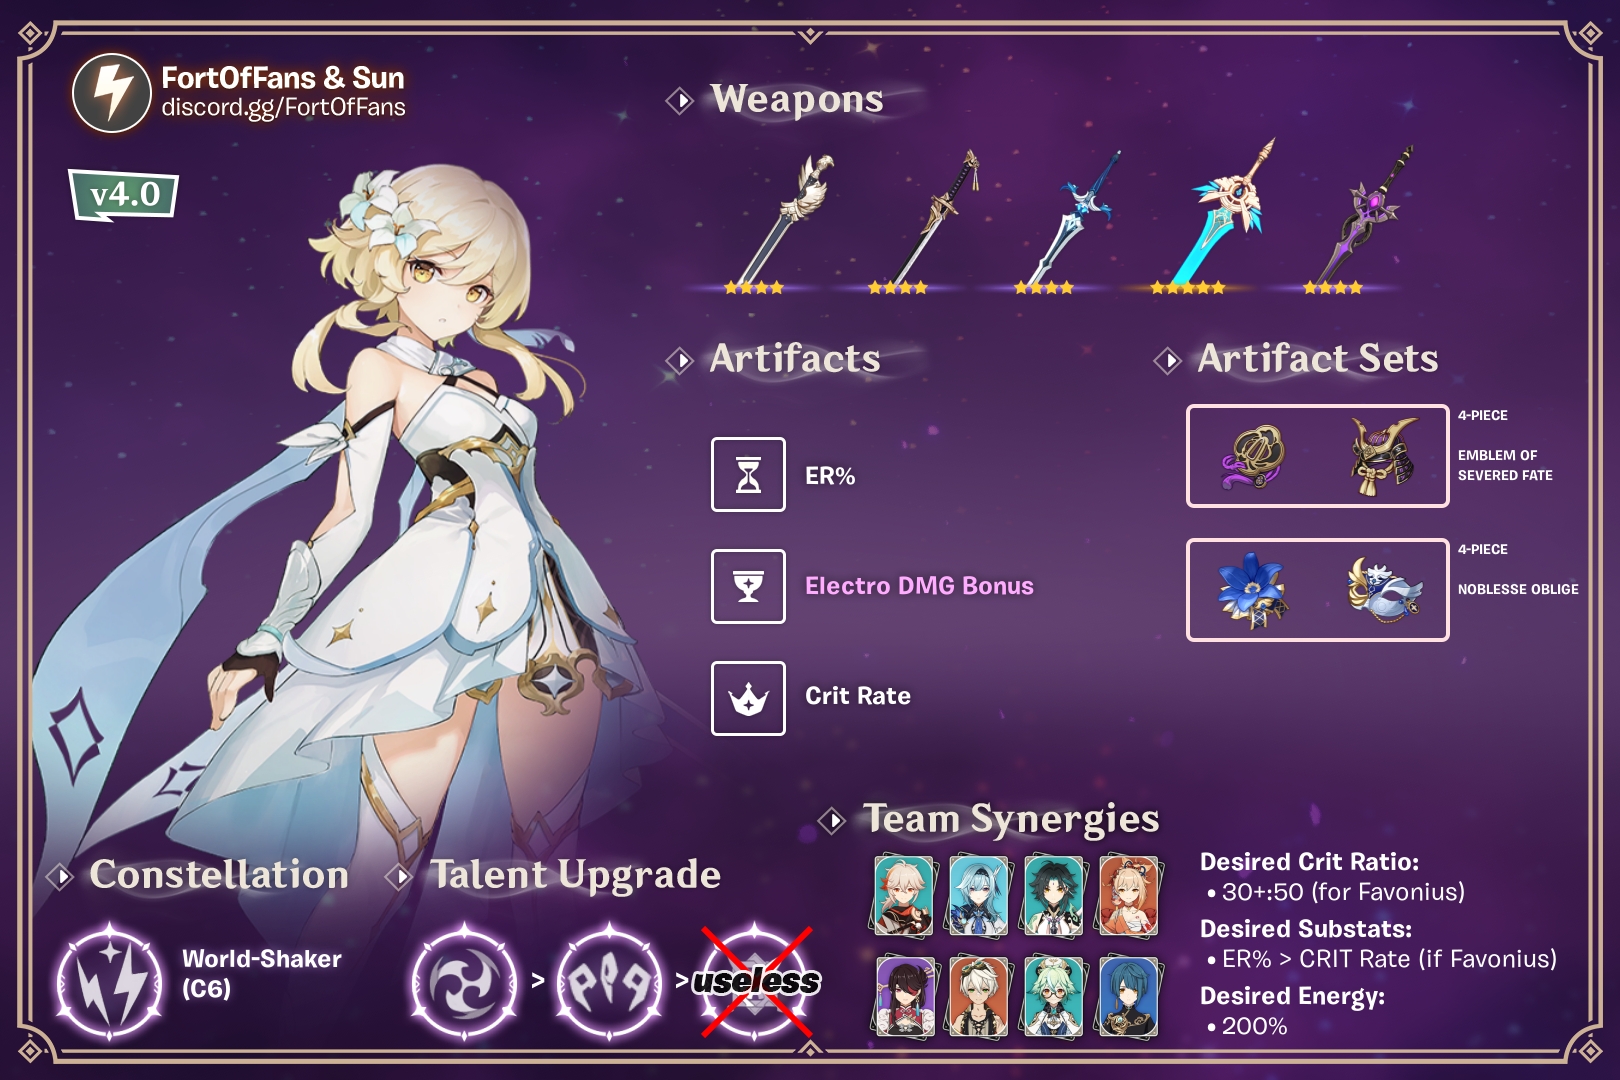 FortOfFans & Sun
discord.gg/FortOfFans
v4.0
Weapons
Artifacts
ER%
Electro DMG Bonus
Crit Rate
Artifact Sets
4-PIECE
EMBLEM OF
SEVERED FATE
4-PIECE
NOBLESSE OBLIGE
Constellation
World-Shaker
(C6)
Talent Upgrade
> > useless
Team Synergies
Desired Crit Ratio:
• 30+:50 (for Favonius)
Desired Substats:
• ER% > CRIT Rate (if Favonius)
Desired Energy:
• 200%